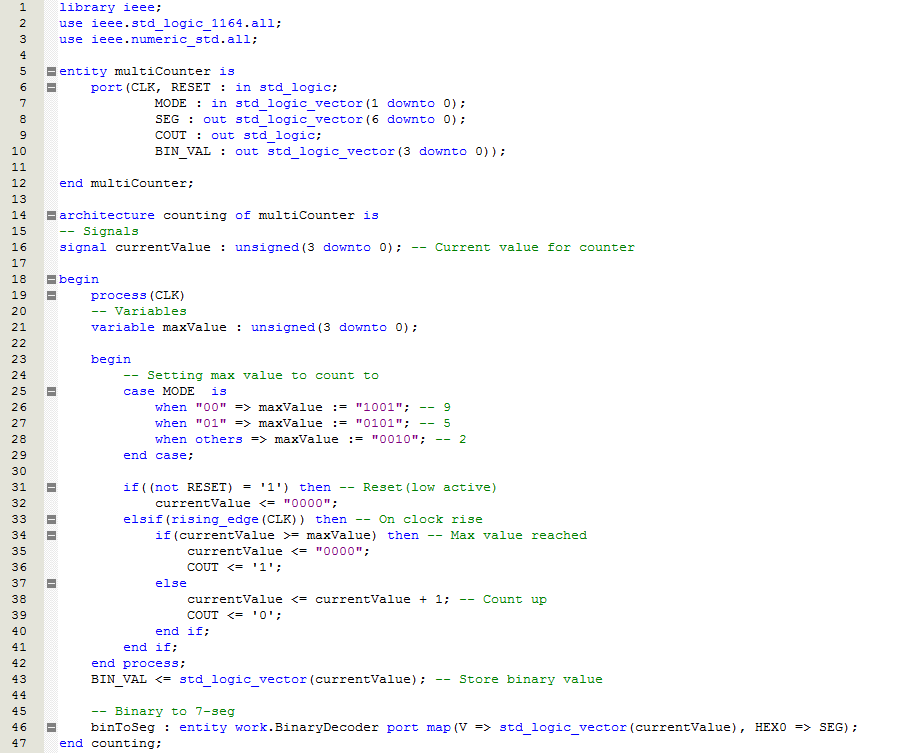 1 library ieee;
2 use ieee.std_logic_1164.all;
3 use ieee.numeric_std.all;
4
5 entity multiCounter is
6 port(CLK, RESET : in std_logic;
7 MODE : in std_logic_vector(1 downto 0);
8 SEG : out std_logic_vector(6 downto 0);
9 COUT : out std_logic;
10 BIN_VAL : out std_logic_vector(3 downto 0));
11
12 end multiCounter;
13
14 architecture counting of multiCounter is
15 -- Signals
16 signal currentValue : unsigned(3 downto 0); -- Current value for counter
17
18 begin
19 process(CLK)
20 -- Variables
21 variable maxValue : unsigned(3 downto 0);
22
23 begin
24 -- Setting max value to count to
25 case MODE  is
26 when "00" => maxValue := "1001"; -- 9
27 when "01" => maxValue := "0101"; -- 5
28 when others => maxValue := "0010"; -- 2
29 end case;
30
31 if((not RESET) = '1') then -- Reset(low active)
32 currentValue <= "0000";
33 elsif(rising_edge(CLK)) then -- On clock rise
34 if(currentValue >= maxValue) then -- Max value reached
35 currentValue <= "0000";
36 COUT <= '1';
37 else
38 currentValue <= currentValue + 1; -- Count up
39 COUT <= '0';
40 end if;
41 end if;
42 end process;
43 BIN_VAL <= std_logic_vector(currentValue); -- Store binary value
44
45 -- Binary to 7-seg
46 binToSeg : entity work.BinaryDecoder port map(V => std_logic_vector(currentValue), HEX0 => SEG);
47 end counting;